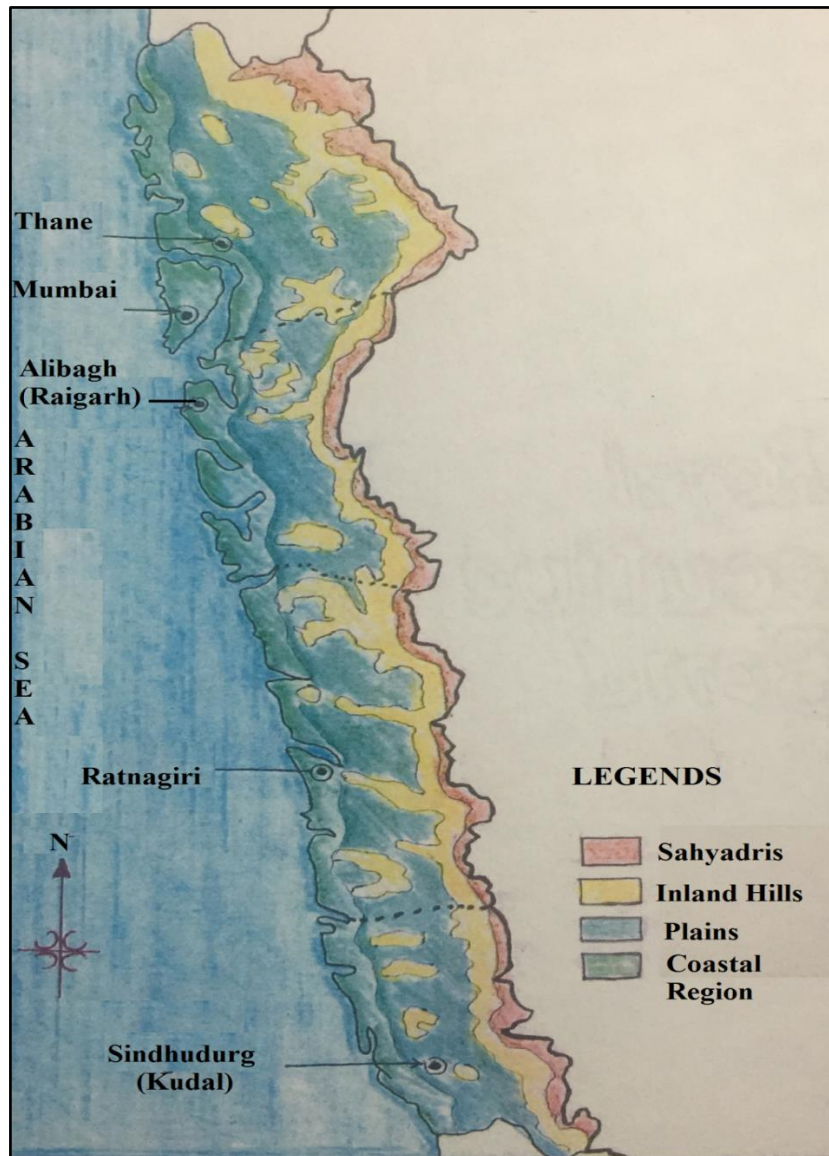 Thane
Mumbai
Alibagh
(Raigarh)
A
R
A
B
I
A
N
S
E
A
Ratnagiri
LEGENDS
N
Sahyadris
Inland Hills
Plains
Coastal
Region
Sindhudurg
(Kudal)